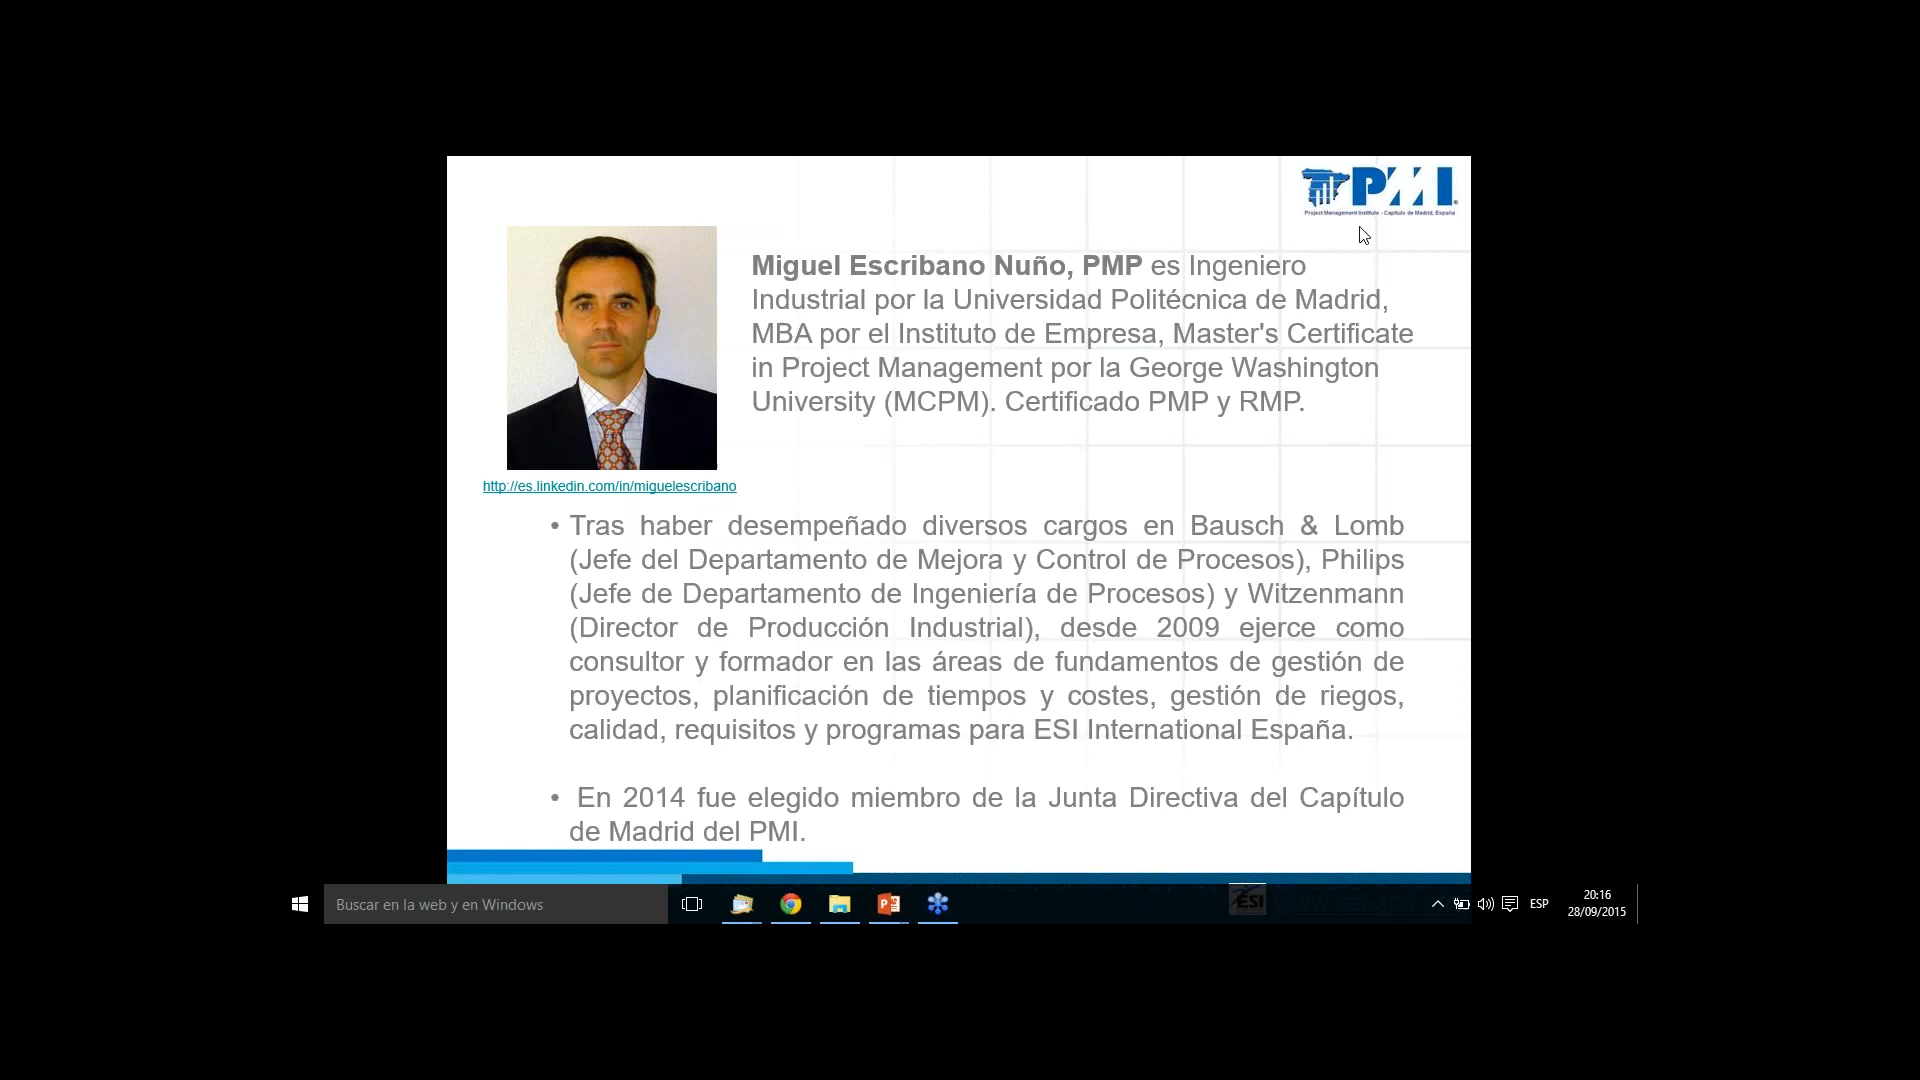 PMI
Project Management Institute - Capítulo de Madrid, España
Miguel Escribano Nuño, PMP es Ingeniero
Industrial por la Universidad Politécnica de Madrid,
MBA por el Instituto de Empresa, Master's Certificate
in Project Management por la George Washington
University (MCPM). Certificado PMP y RMP.
http://es.linkedin.com/in/miguelescribano
• Tras haber desempeñado diversos cargos en Bausch & Lomb
(Jefe del Departamento de Mejora y Control de Procesos), Philips
(Jefe de Departamento de Ingeniería de Procesos) y Witzenmann
(Director de Producción Industrial), desde 2009 ejerce como
consultor y formador en las áreas de fundamentos de gestión de
proyectos, planificación de tiempos y costes, gestión de riegos,
calidad, requisitos y programas para ESI International España.
• En 2014 fue elegido miembro de la Junta Directiva del Capítulo
de Madrid del PMI.
Buscar en la web y en Windows
ESI
ESP
20:16
28/09/2015